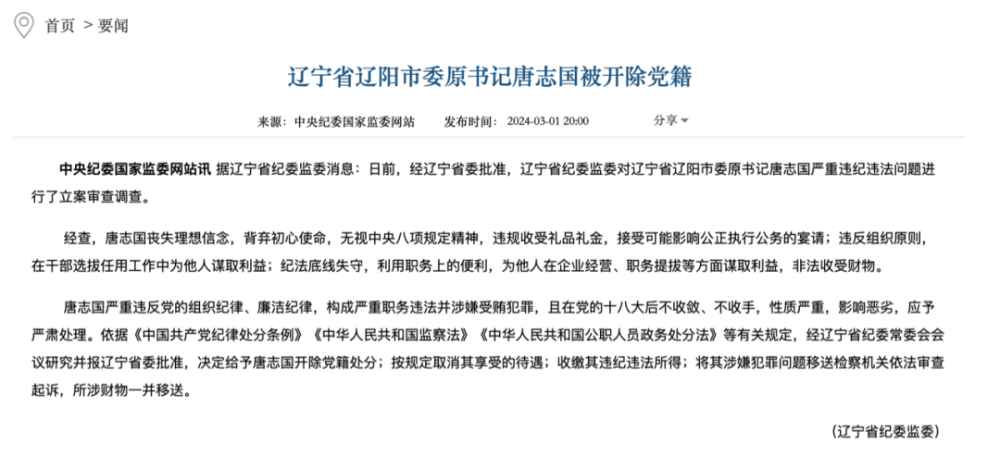 首页 > 要闻
辽宁省辽阳市委原书记唐志国被开除党籍
来源：中央纪委国家监委网站 发布时间：2024-03-01 20:00 分享
中央纪委国家监委网站讯 据辽宁省纪委监委消息：日前，经辽宁省委批准，辽宁省纪委监委对辽宁省辽阳市委原书记唐志国严重违纪违法问题进
行了立案审查调查。
经查，唐志国丧失理想信念，背弃初心使命，无视中央八项规定精神，违规收受礼品礼金，接受可能影响公正执行公务的宴请；违反组织原则，
在干部选拔任用工作中为他人谋取利益；纪法底线失守，利用职务上的便利，为他人在企业经营、职务提拔等方面谋取利益，非法收受财物。
唐志国严重违反党的组织纪律、廉洁纪律，构成严重职务违法并涉嫌受贿犯罪，且在党的十八大后不收敛、不收手，性质严重，影响恶劣，应予
严肃处理。依据《中国共产党纪律处分条例》《中华人民共和国监察法》《中华人民共和国公职人员政务处分法》等有关规定，经辽宁省纪委常委会会
议研究并报辽宁省委批准，决定给予唐志国开除党籍处分；按规定取消其享受的待遇；收缴其违纪违法所得；将其涉嫌犯罪问题移送检察机关依法审查
起诉，所涉财物一并移送。
（辽宁省纪委监委）